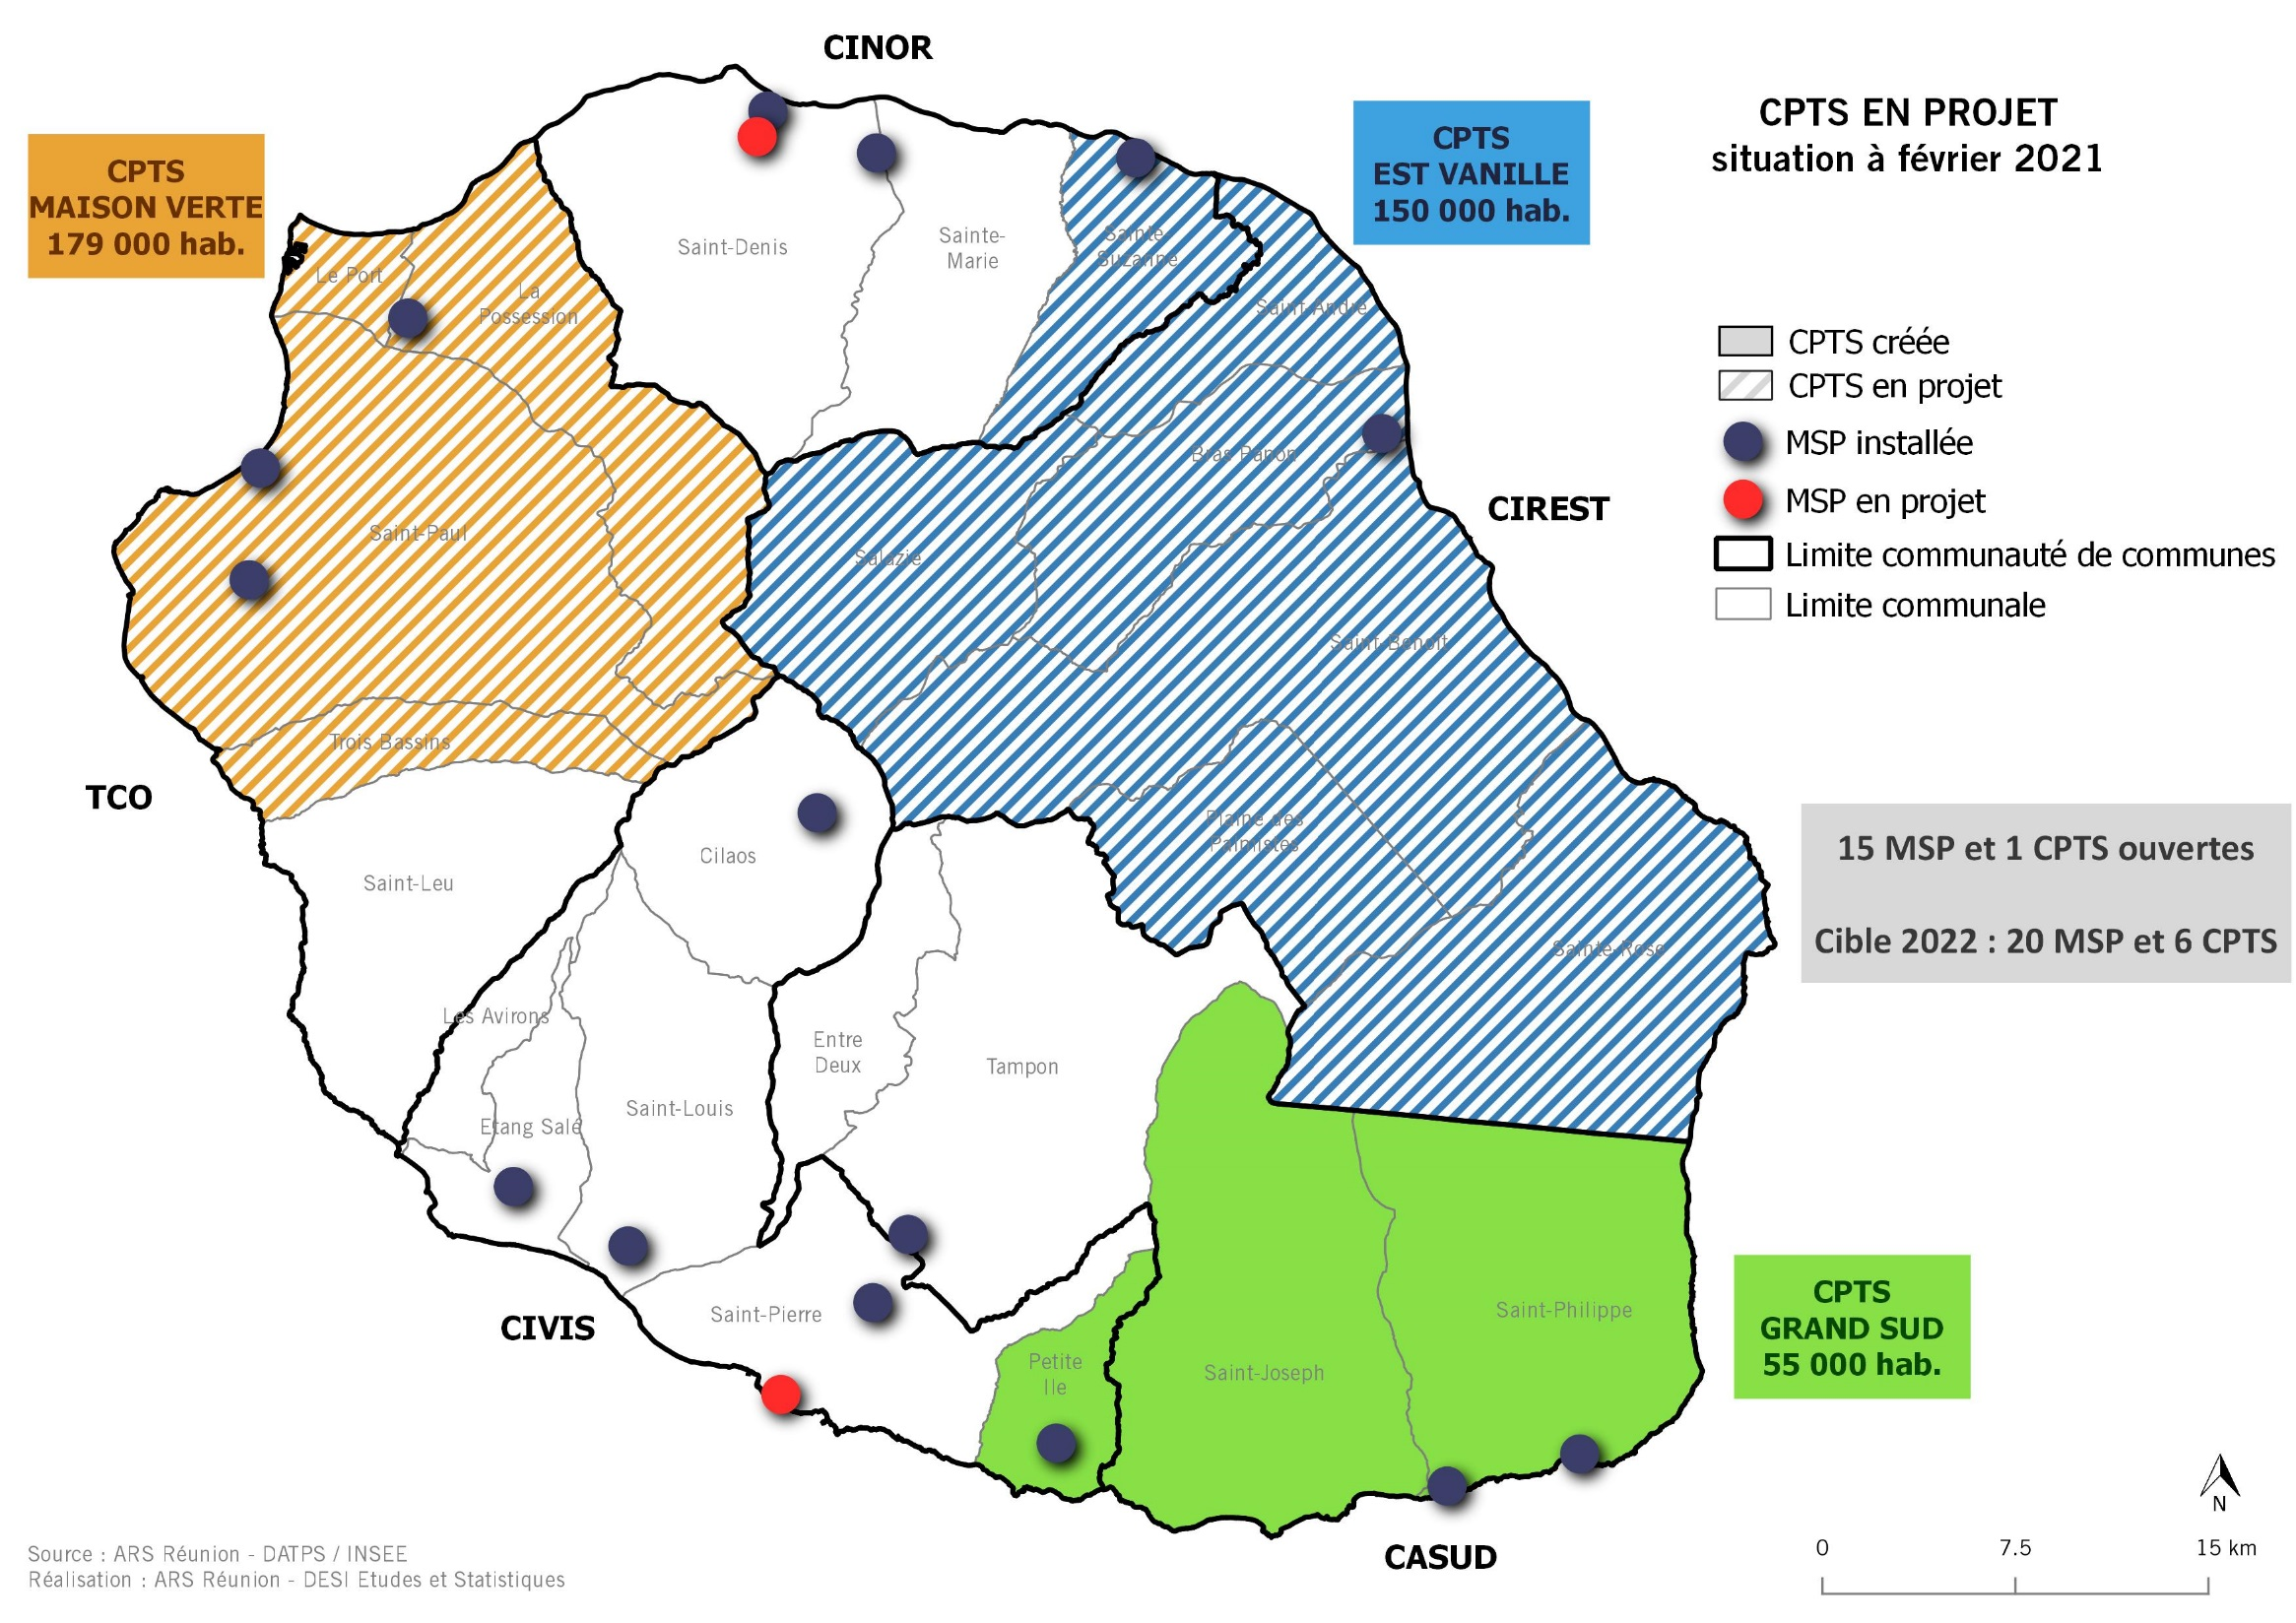 CINOR
CPTS EN PROJET
situation à février 2021
CPTS
MAISON VERTE
179 000 hab.
CPTS
EST VANILLE
150 000 hab.
Saint-Denis
Sainte-
Marie
Sainte-
Suzanne
Le Port
La
Possession
Saint-André
CPTS créée
CPTS en projet
MSP installée
MSP en projet
Limite communauté de communes
Limite communale
Bras Panon
CIREST
Saint-Paul
Salazie
Saint-Benoit
Trois Bassins
TCO
Plaine des
Palmistes
Cilaos
Saint-Leu
15 MSP et 1 CPTS ouvertes
Cible 2022 : 20 MSP et 6 CPTS
Sainte-Rose
Les Avirons
Entre
Deux
Tampon
Saint-Louis
Etang Salé
CIVIS
Saint-Pierre
Petite
Ile
Saint-Joseph
Saint-Philippe
CPTS
GRAND SUD
55 000 hab.
CASUD
N
0 7.5 15 km
Source : ARS Réunion - DATPS / INSEE
Réalisation : ARS Réunion - DESI Etudes et Statistiques